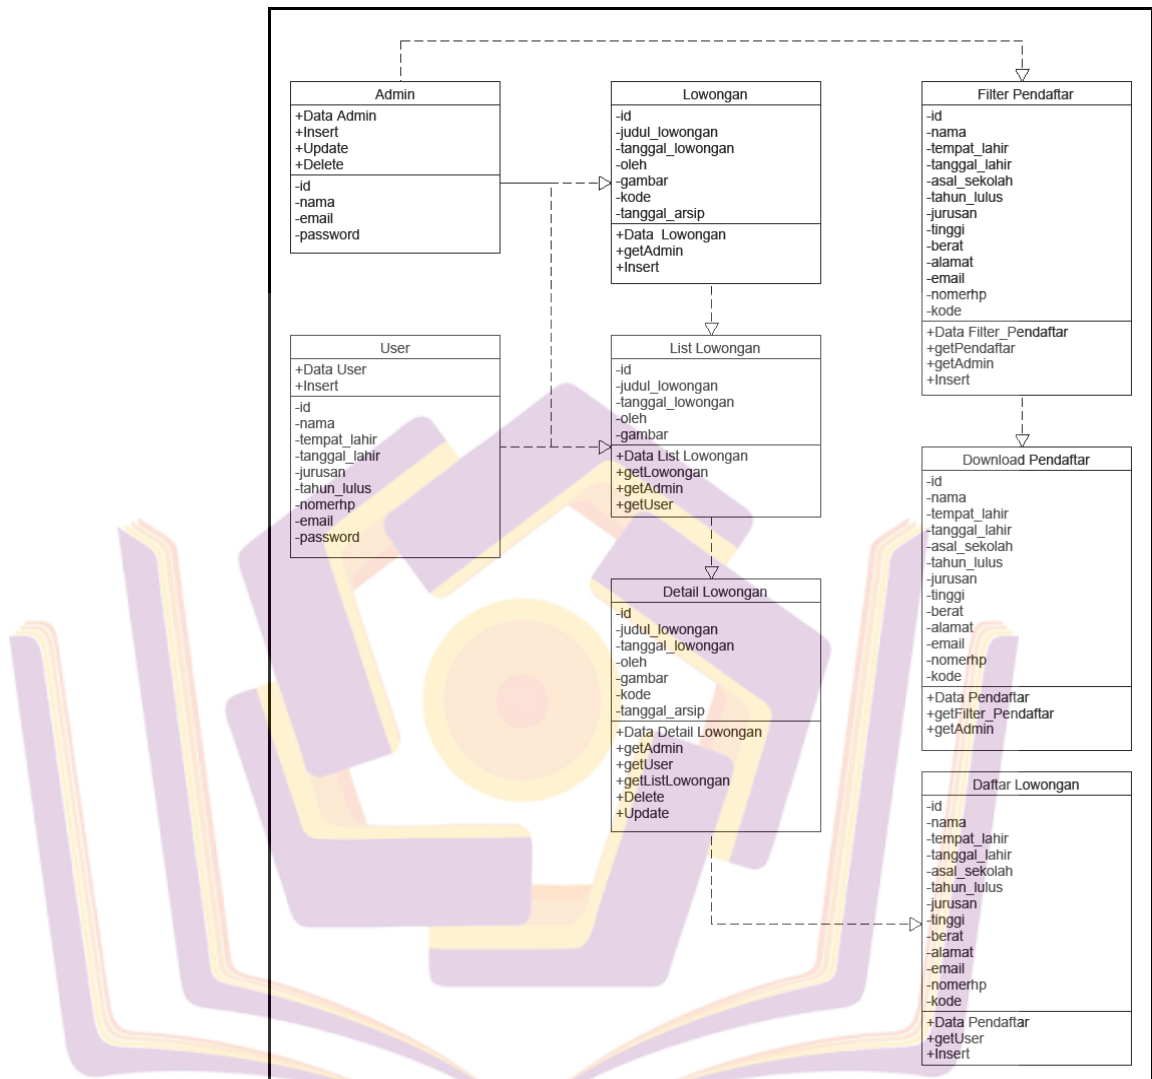 Admin
+Data Admin
+Insert
+Update
+Delete
-id
-nama
-email
-password
Lowongan
-id
-judul_lowongan
-tanggal_lowongan
-oleh
-gambar
-kode
-tanggal_arsip
+Data  Lowongan
+getAdmin
+Insert
Filter Pendaftar
-id
-nama
-tempat_lahir
-tanggal_lahir
-asal_sekolah
-tahun_lulus
-jurusan
-tinggi
-berat
-alamat
-email
-nomerhp
-kode
+Data Filter_Pendaftar
+getPendaftar
+getAdmin
+Insert
User
+Data User
+Insert
-id
-nama
-tempat_lahir
-tanggal_lahir
-jurusan
-tahun_lulus
-nomerhp
-email
-password
List Lowongan
-id
-judul_lowongan
-tanggal_lowongan
-oleh
-gambar
+Data List Lowongan
+getLowongan
+getAdmin
+getUser
Download Pendaftar
-id
-nama
-tempat_lahir
-tanggal_lahir
-asal_sekolah
-tahun_lulus
-jurusan
-tinggi
-berat
-alamat
-email
-nomerhp
-kode
+Data Pendaftar
+getFilter_Pendaftar
+getAdmin
Detail Lowongan
-id
-judul_lowongan
-tanggal_lowongan
-oleh
-gambar
-kode
-tanggal_arsip
+Data Detail Lowongan
+getAdmin
+getUser
+getListLowongan
+Delete
+Update
Daftar Lowongan
-id
-nama
-tempat_lahir
-tanggal_lahir
-asal_sekolah
-tahun_lulus
-jurusan
-tinggi
-berat
-alamat
-email
-nomerhp
-kode
+Data Pendaftar
+getUser
+Insert